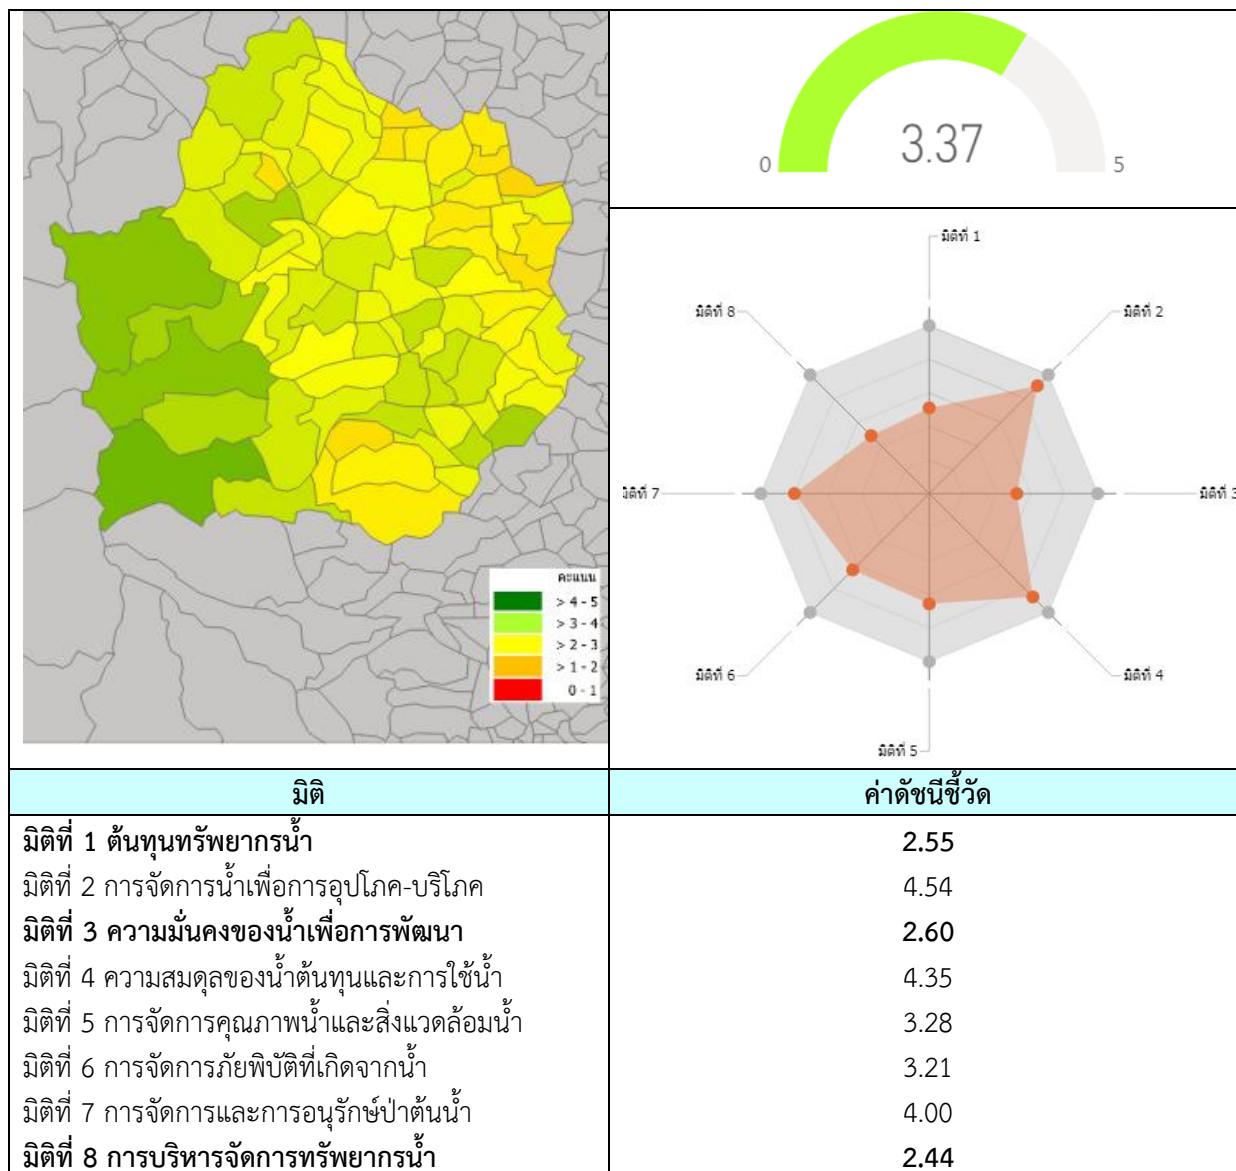 คะแนน
> 4 - 5
> 3 - 4
> 2 - 3
> 1 - 2
0 - 1
3.37
0
5
มิติที่ 1
มิติที่ 2
มิติที่ 3
มิติที่ 4
มิติที่ 5
มิติที่ 6
มิติที่ 7
มิติที่ 8
มิติ ค่าดัชนีชี้วัด
มิติที่ 1 ต้นทุนทรัพยากรน้ำ 2.55
มิติที่ 2 การจัดการน้ำเพื่อการอุปโภค-บริโภค 4.54
มิติที่ 3 ความมั่นคงของน้ำเพื่อการพัฒนา 2.60
มิติที่ 4 ความสมดุลของน้ำต้นทุนและการใช้น้ำ 4.35
มิติที่ 5 การจัดการคุณภาพน้ำและสิ่งแวดล้อมน้ำ 3.28
มิติที่ 6 การจัดการภัยพิบัติที่เกิดจากน้ำ 3.21
มิติที่ 7 การจัดการและการอนุรักษ์ป่าต้นน้ำ 4.00
มิติที่ 8 การบริหารจัดการทรัพยากรน้ำ 2.44